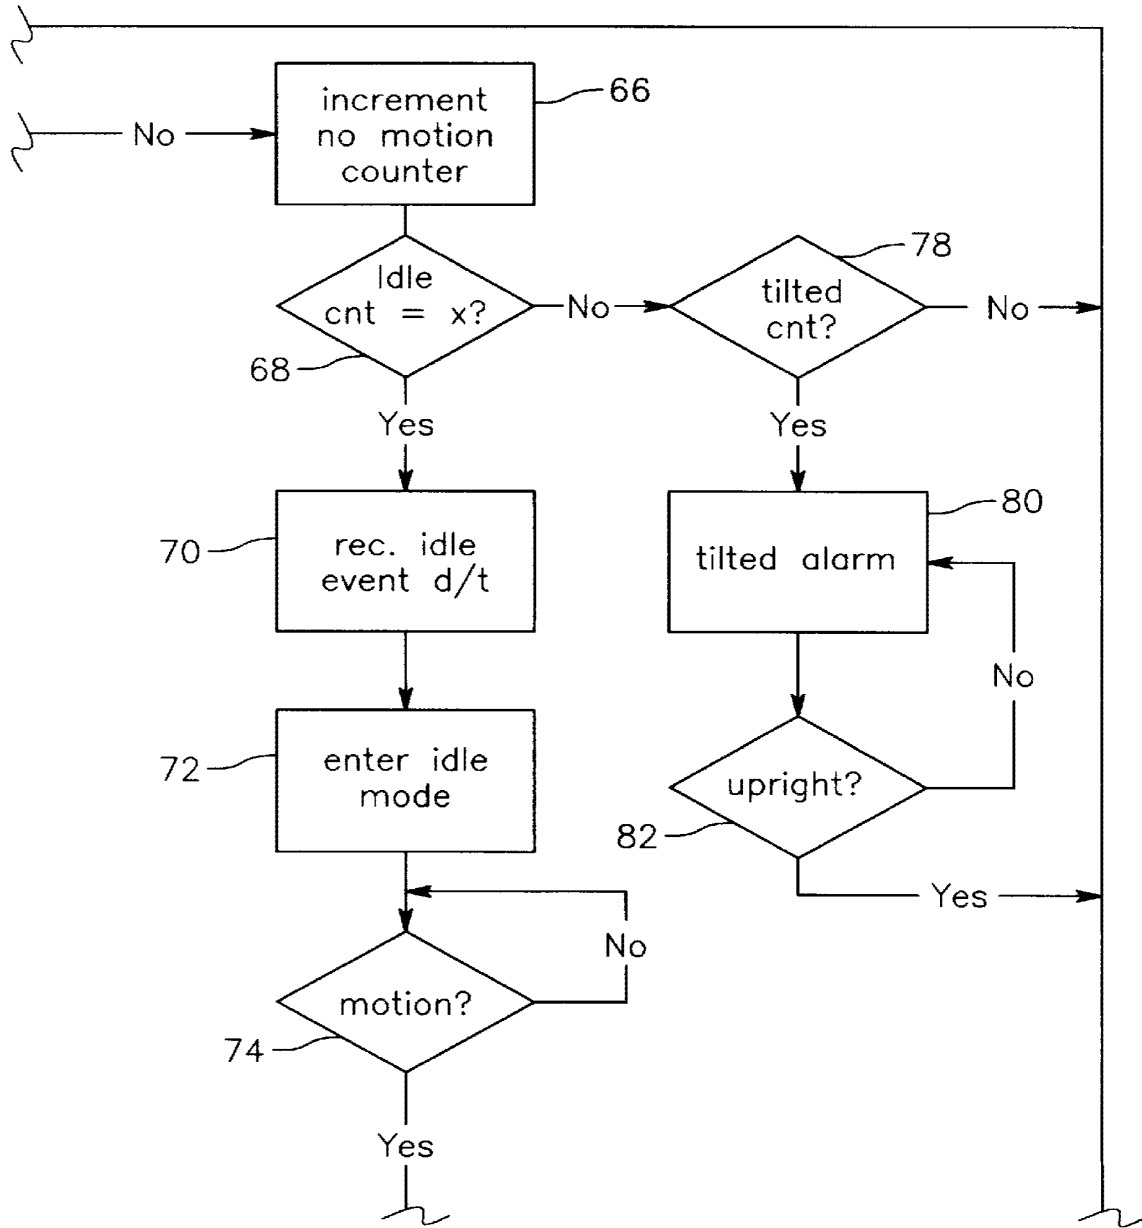 increment
no motion
counter
66
No
Idle
cnt = x?
68
No
tilted
cnt?
78
No
Yes
Yes
rec. idle
event d/t
70
tilted alarm
80
No
enter idle
mode
72
upright?
82
Yes
No
motion?
74
Yes